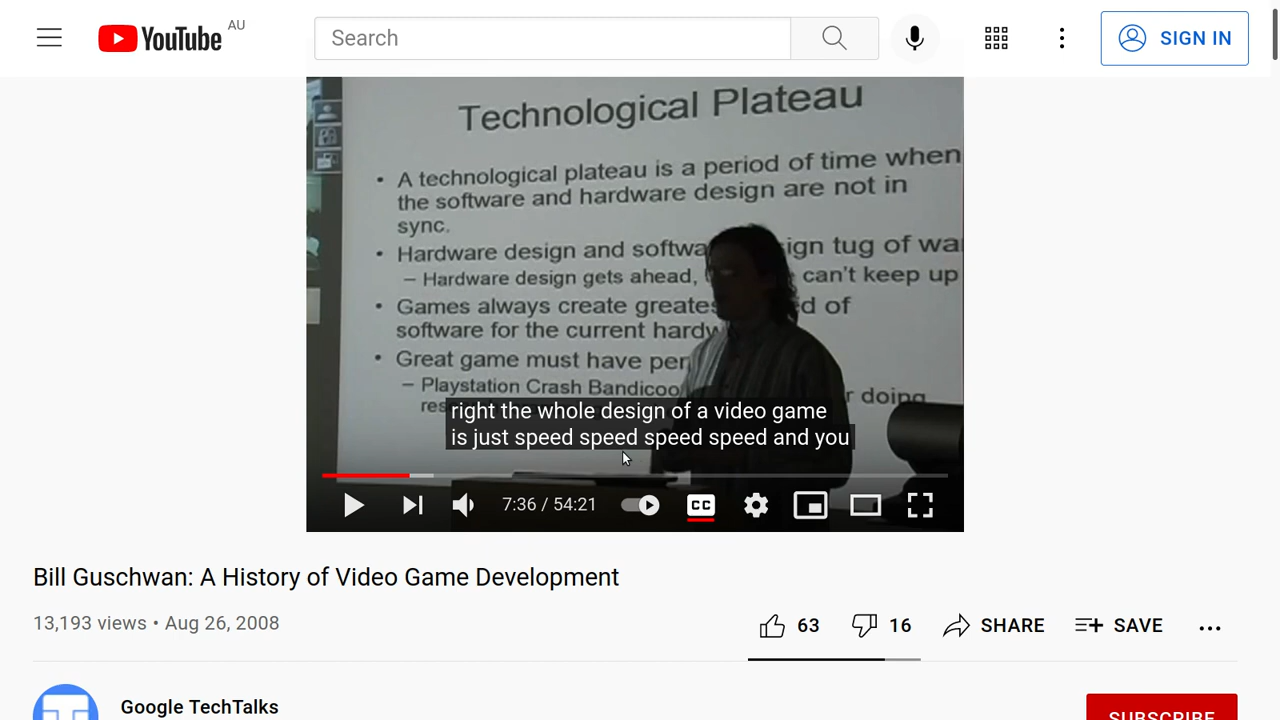 YouTube AU
Search
SIGN IN
Technological Plateau
• A technological plateau is a period of time when
the software and hardware design are not in
sync.
• Hardware design and softwa ign tug of wa
– Hardware design gets ahead, can't keep up
• Games always create greates d of
software for the current hardw
• Great game must have per
– Playstation Crash Bandicoo r doing
res
right the whole design of a video game
is just speed speed speed speed and you
7:36 / 54:21
CC
Bill Guschwan: A History of Video Game Development
13,193 views • Aug 26, 2008
63
16
SHARE
SAVE
Google TechTalks
SUBSCRIBE